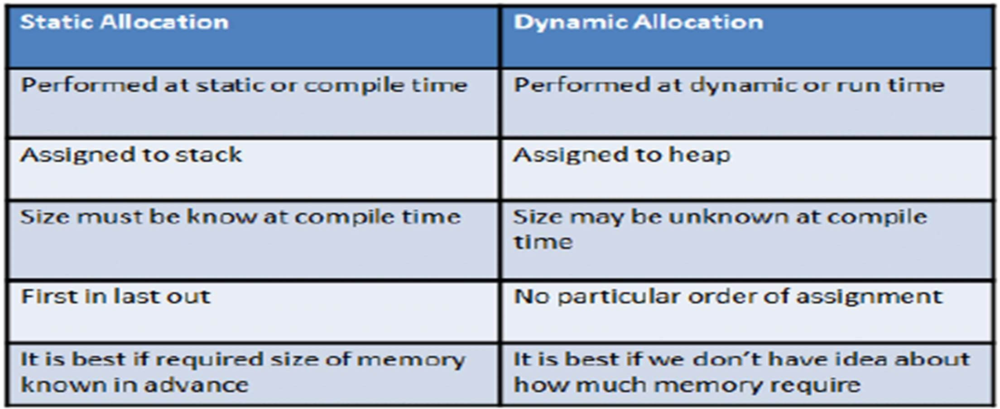 Static Allocation
Dynamic Allocation
Performed at static or compile time
Performed at dynamic or run time
Assigned to stack
Assigned to heap
Size must be know at compile time
Size may be unknown at compile
time
First in last out
No particular order of assignment
It is best if required size of memory
known in advance
It is best if we don’t have idea about
how much memory require